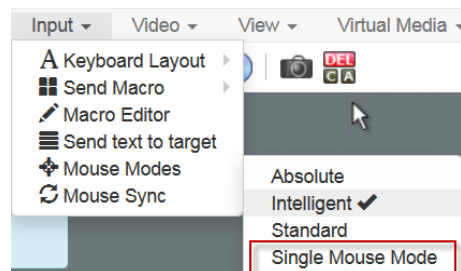 Input Video View Virtual Media
A Keyboard Layout
Send Macro
Macro Editor
Send text to target
Mouse Modes
Mouse Sync
DEL
C A
Absolute
Intelligent
Standard
Single Mouse Mode